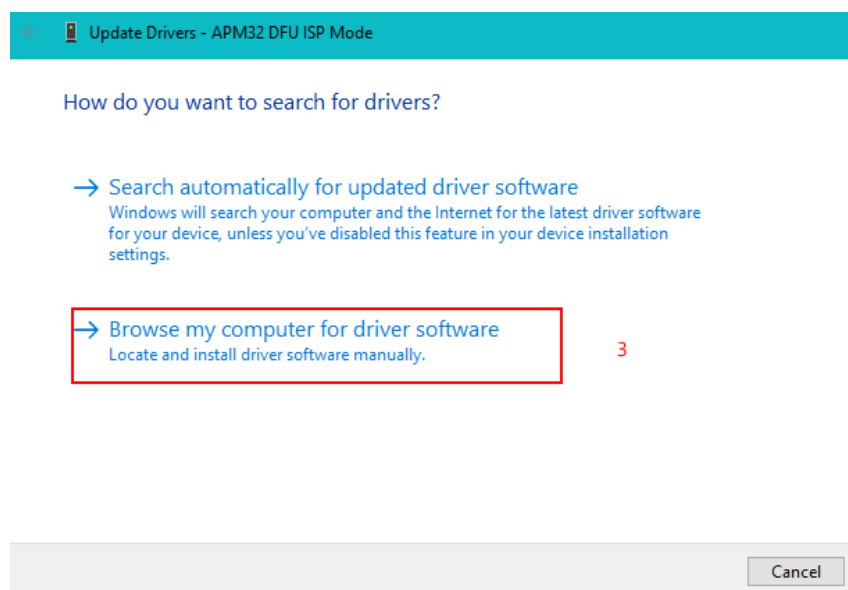 Update Drivers - APM32 DFU ISP Mode
How do you want to search for drivers?
Search automatically for updated driver software
Windows will search your computer and the Internet for the latest driver software
for your device, unless you've disabled this feature in your device installation
settings.
Browse my computer for driver software
Locate and install driver software manually.
3
Cancel